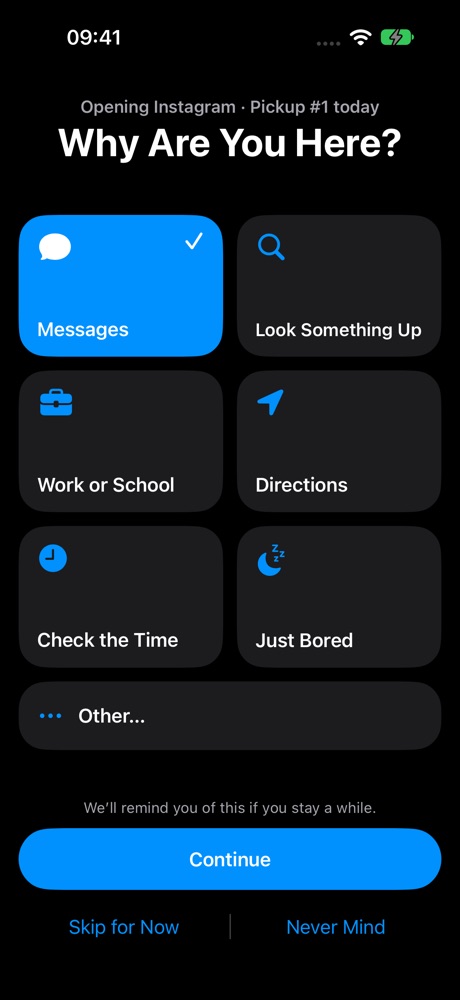 09:41
Opening Instagram · Pickup #1 today
Why Are You Here?
Messages
Look Something Up
Work or School
Directions
Check the Time
Just Bored
Other...
We’ll remind you of this if you stay a while.
Continue
Skip for Now
Never Mind